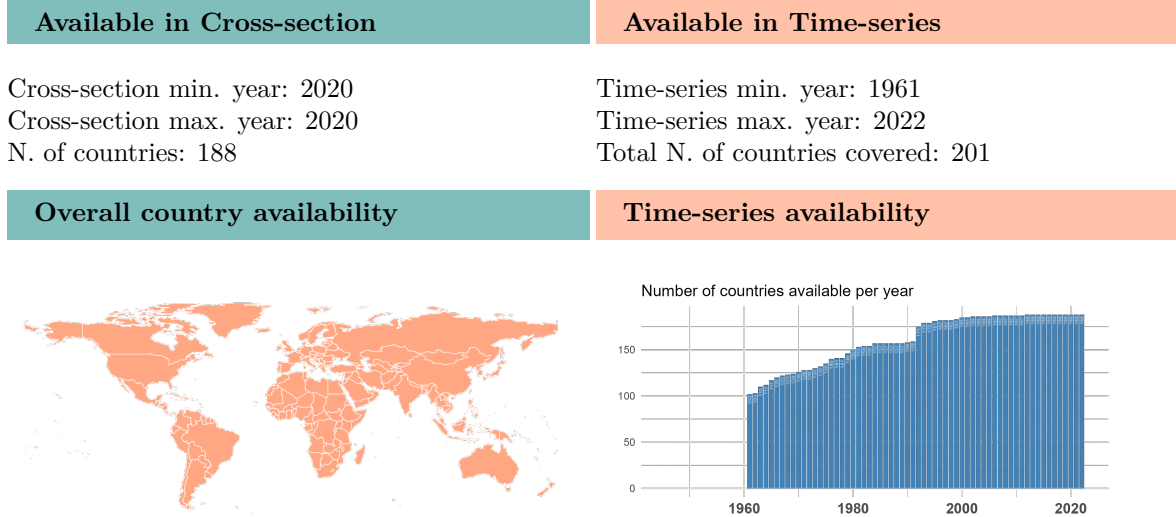 Available in Cross-section
Available in Time-series
Cross-section min. year: 2020
Cross-section max. year: 2020
N. of countries: 188
Time-series min. year: 1961
Time-series max. year: 2022
Total N. of countries covered: 201
Overall country availability
Time-series availability
Number of countries available per year
150
100
50
0
1960 1980 2000 2020